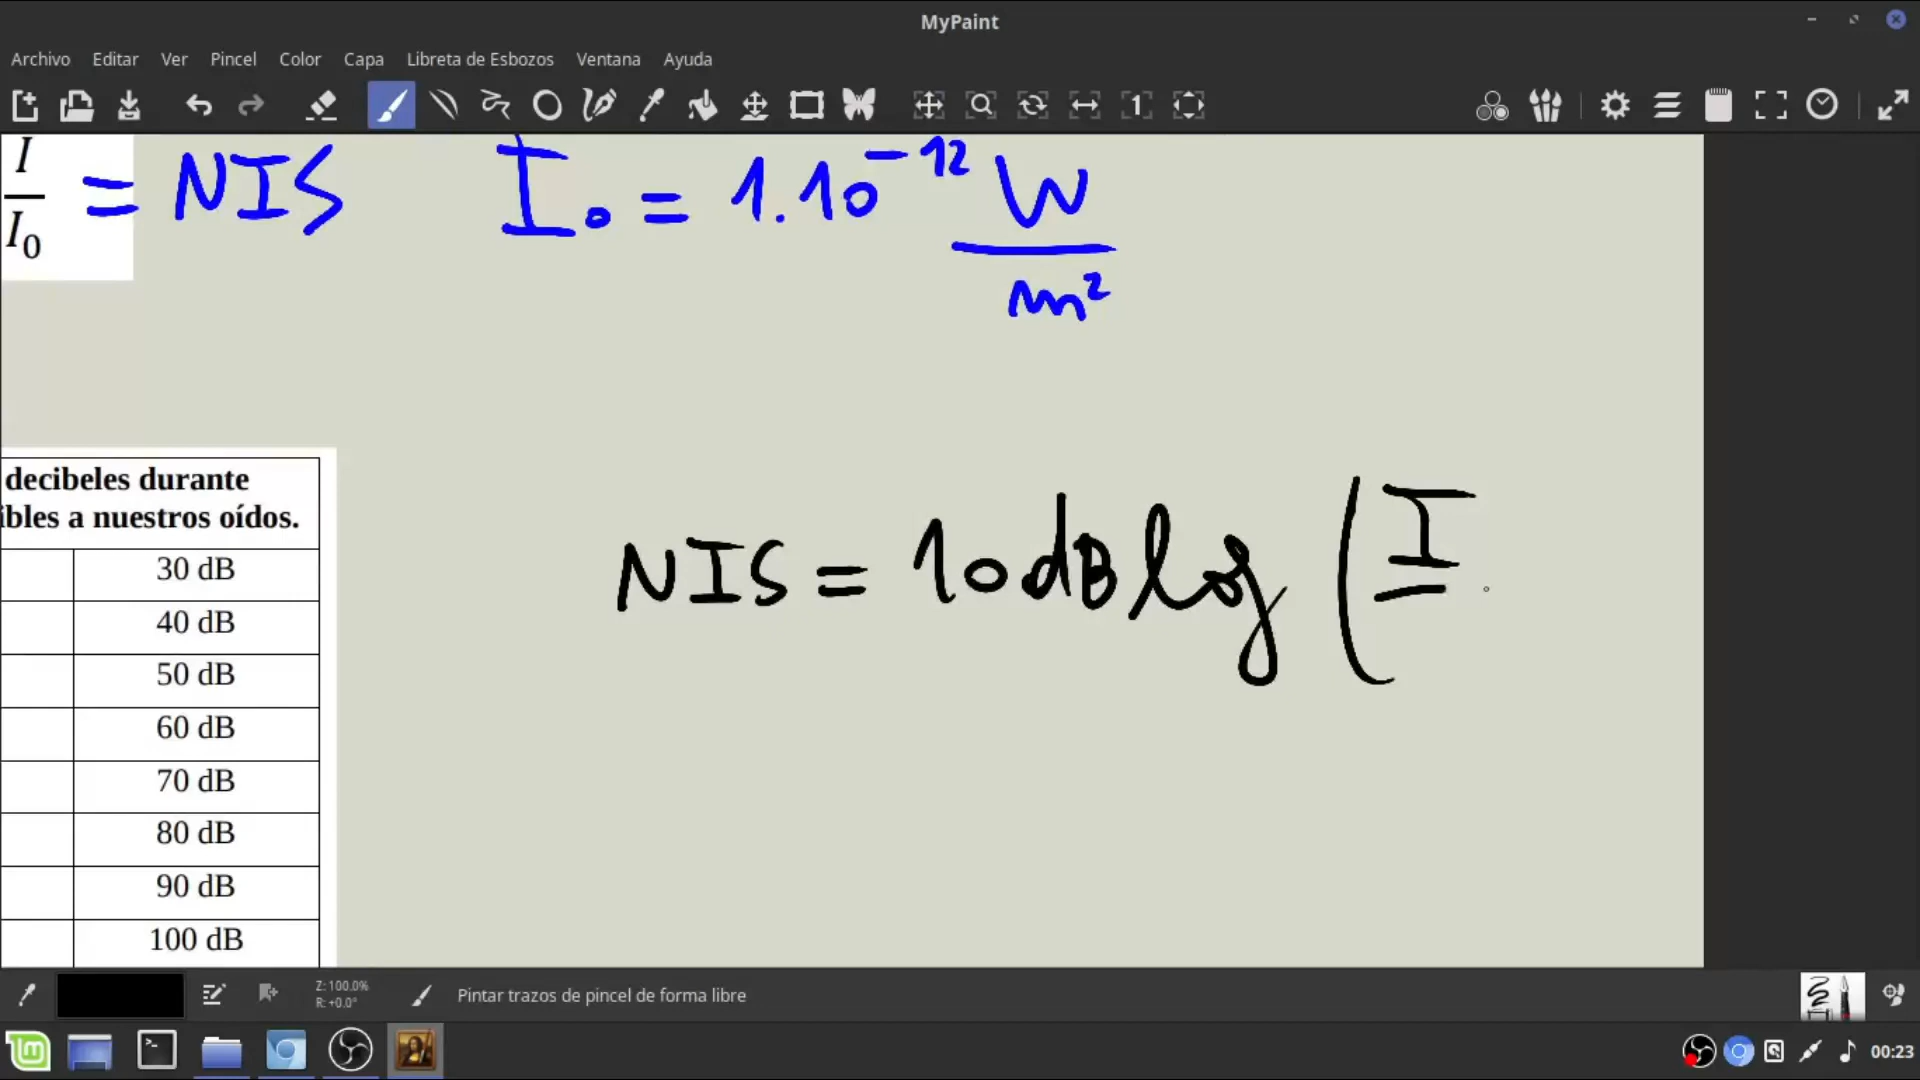 MyPaint
Archivo Editar Ver Pincel Color Capa Libreta de Esbozos Ventana Ayuda
I/I₀ = NIS I₀ = 1.10⁻¹² W/m²
decibeles durante
ibles a nuestros oídos.
30 dB
40 dB
50 dB
60 dB
70 dB
80 dB
90 dB
100 dB
NIS = 10 dB log (I
Z: 100.0%
R: +0.0°
Pintar trazos de pincel de forma libre
00:23